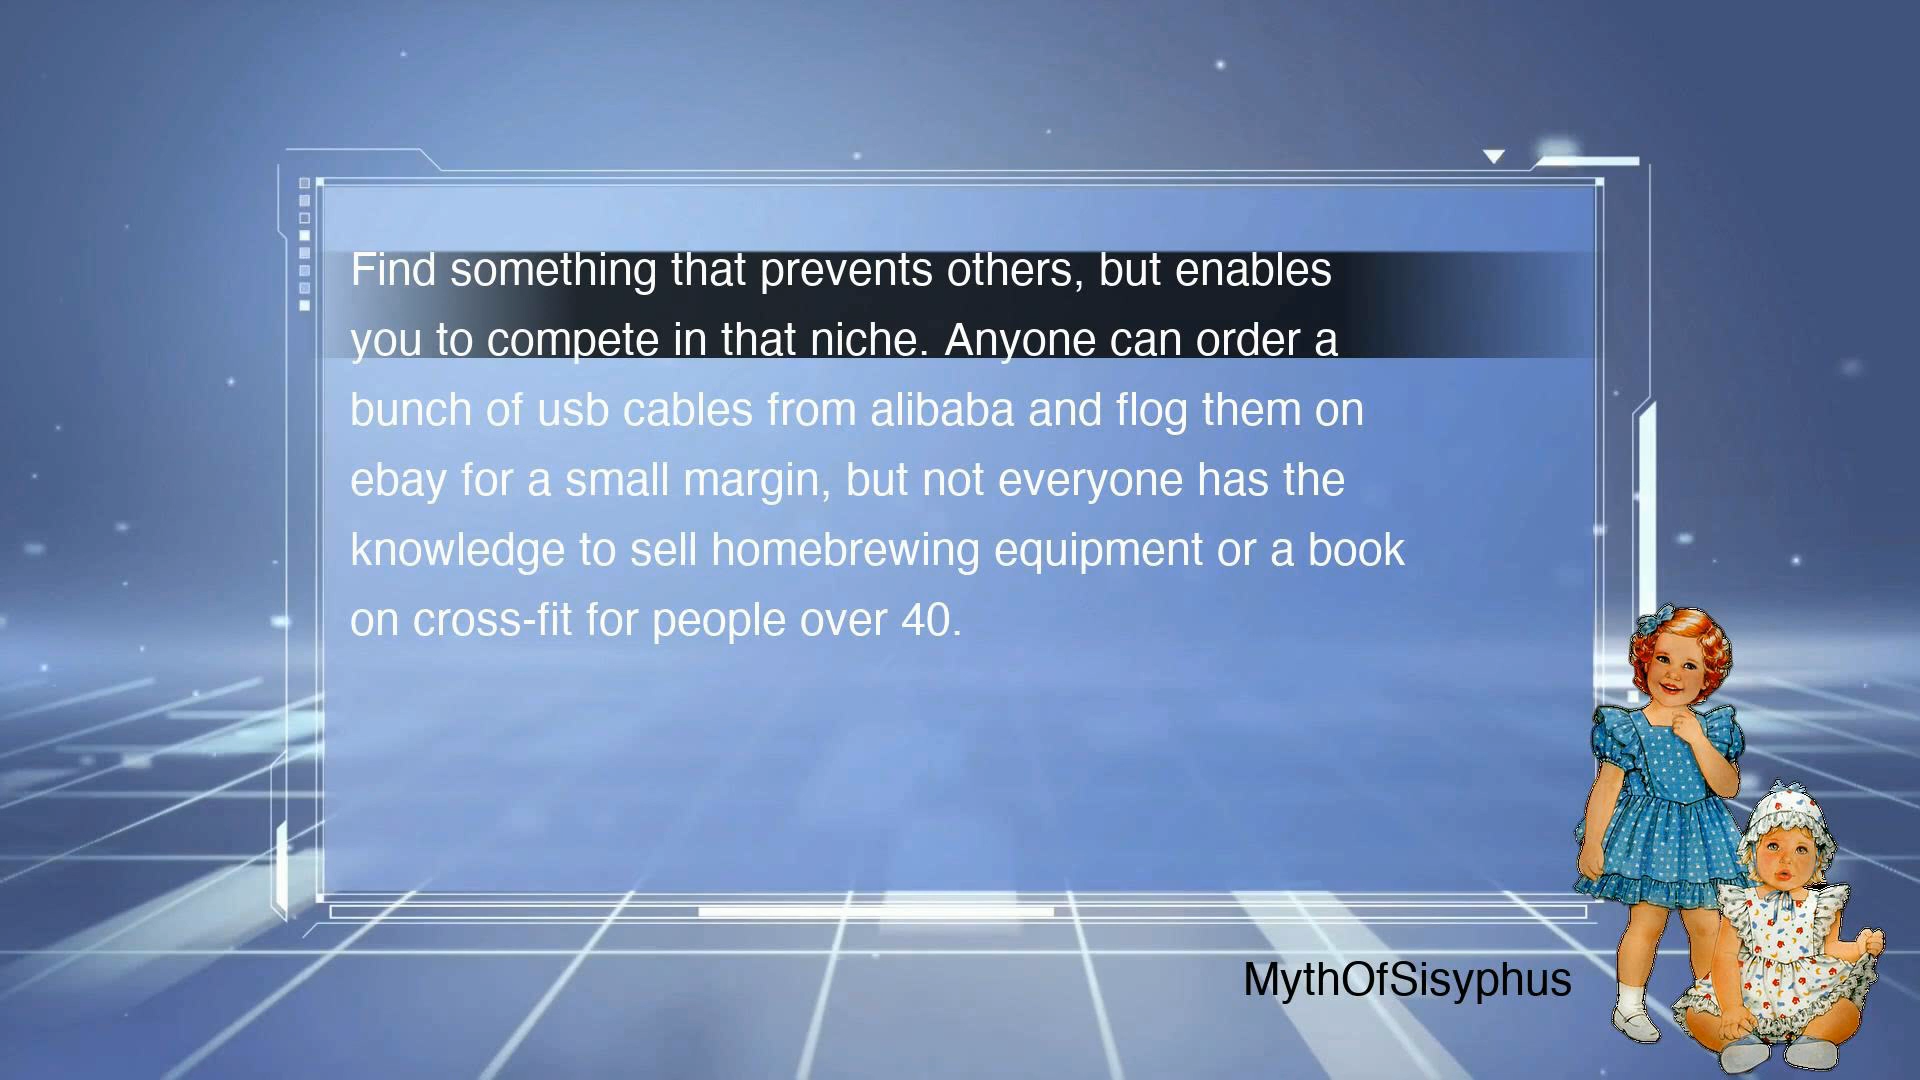 Find something that prevents others, but enables
you to compete in that niche. Anyone can order a
bunch of usb cables from alibaba and flog them on
ebay for a small margin, but not everyone has the
knowledge to sell homebrewing equipment or a book
on cross-fit for people over 40.
MythOfSisyphus